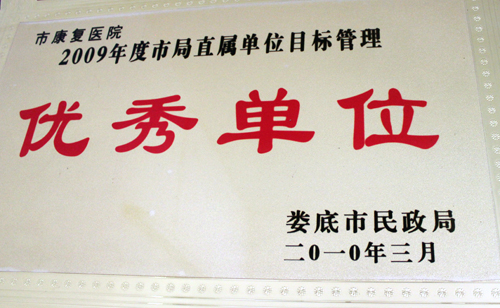 市康复医院
2009年度市局直属单位目标管理
优秀单位
娄底市民政局
二0一0年三月